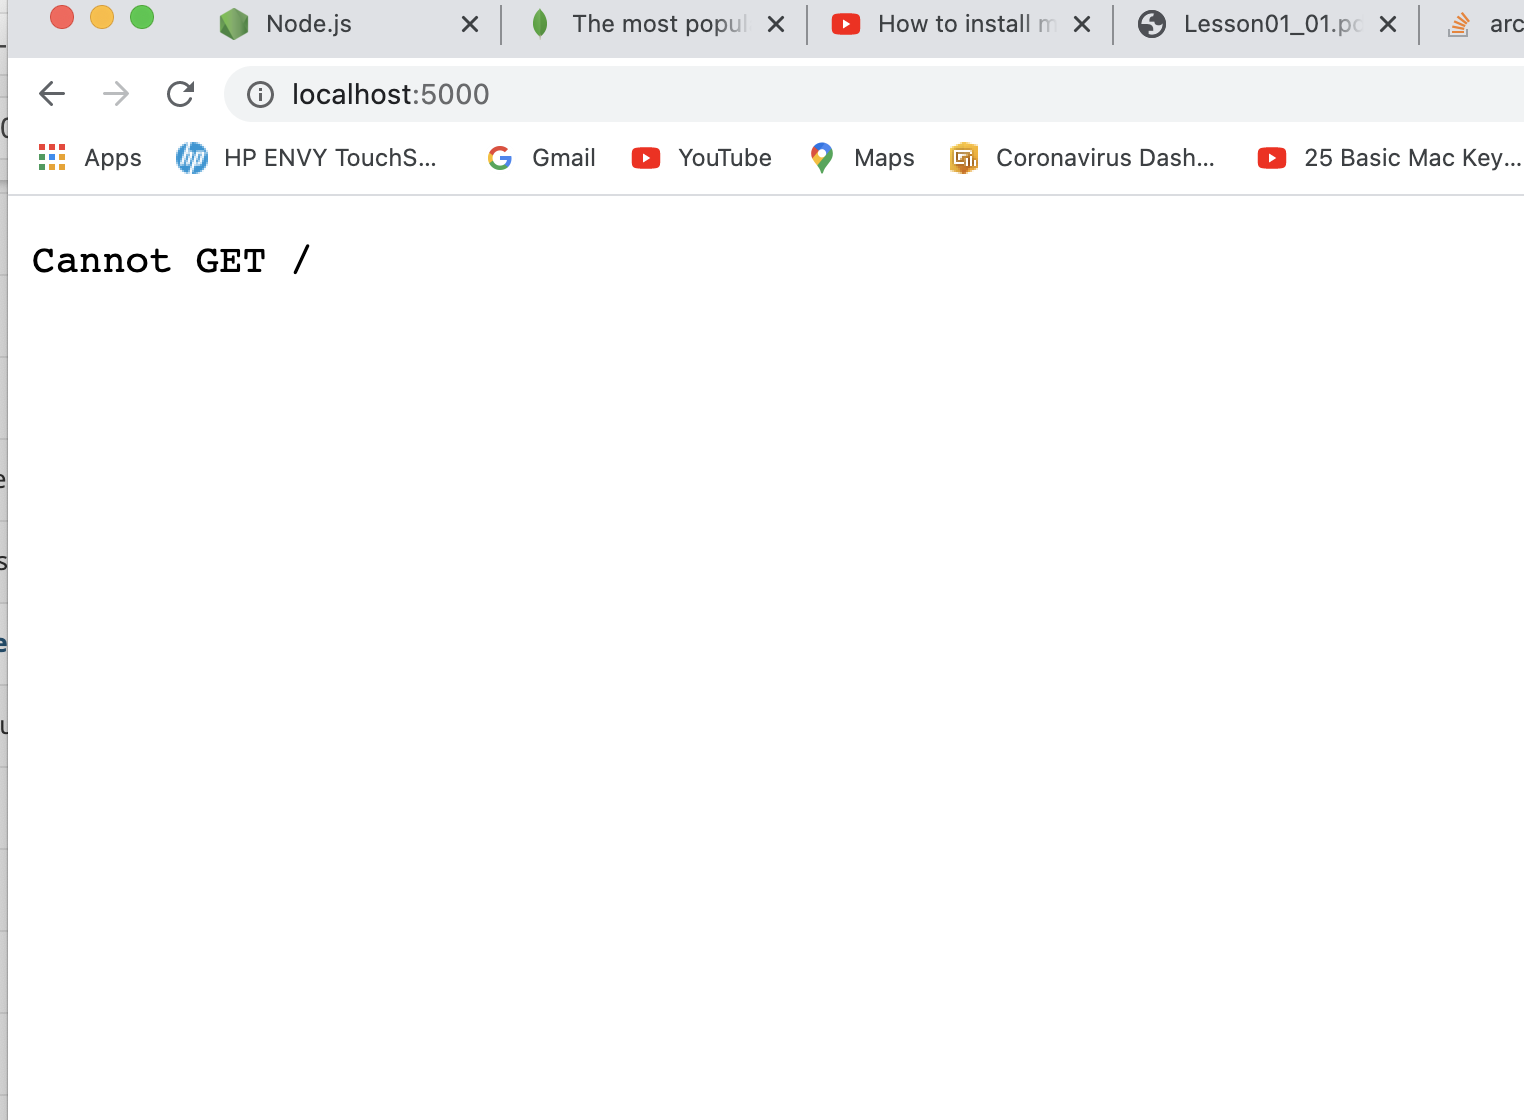 Node.js
The most popul
How to install m
Lesson01_01.pd
arc
localhost:5000
Apps
HP ENVY TouchS...
Gmail
YouTube
Maps
Coronavirus Dash...
25 Basic Mac Key...
Cannot GET /